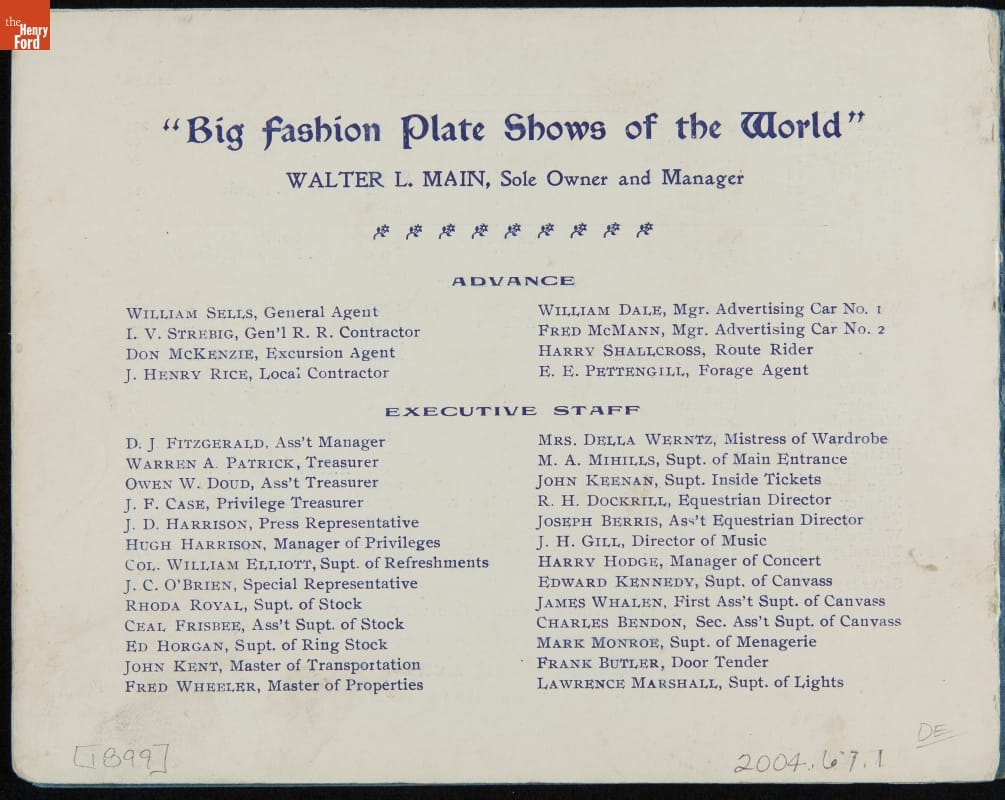 the
Henry
Ford
"Big Fashion Plate Shows of the World"
WALTER L. MAIN, Sole Owner and Manager
ADVANCE
WILLIAM SELLS, General Agent
I. V. STREBIG, Gen'l R. R. Contractor
DON MCKENZIE, Excursion Agent
J. HENRY RICE, Local Contractor
WILLIAM DALE, Mgr. Advertising Car No. 1
FRED MCMANN, Mgr. Advertising Car No. 2
HARRY SHALLCROSS, Route Rider
E. E. PETTENGILL, Forage Agent
EXECUTIVE STAFF
D. J FITZGERALD, Ass't Manager
WARREN A. PATRICK, Treasurer
OWEN W. DOUD, Ass't Treasurer
J. F. CASE, Privilege Treasurer
J. D. HARRISON, Press Representative
HUGH HARRISON, Manager of Privileges
COL. WILLIAM ELLIOTT, Supt. of Refreshments
J. C. O'BRIEN, Special Representative
RHODA ROYAL, Supt. of Stock
CEAL FRISBEE, Ass't Supt. of Stock
ED HORGAN, Supt. of Ring Stock
JOHN KENT, Master of Transportation
FRED WHEELER, Master of Properties
MRS. DELLA WERNTZ, Mistress of Wardrobe
M. A. MIHILLS, Supt. of Main Entrance
JOHN KEENAN, Supt. Inside Tickets
R. H. DOCKRILL, Equestrian Director
JOSEPH BERRIS, Ass't Equestrian Director
J. H. GILL, Director of Music
HARRY HODGE, Manager of Concert
EDWARD KENNEDY, Supt. of Canvass
JAMES WHALEN, First Ass't Supt. of Canvass
CHARLES BENDON, Sec. Ass't Supt. of Canvass
MARK MONROE, Supt. of Menagerie
FRANK BUTLER, Door Tender
LAWRENCE MARSHALL, Supt. of Lights
[1899]
2004.67.1
DE